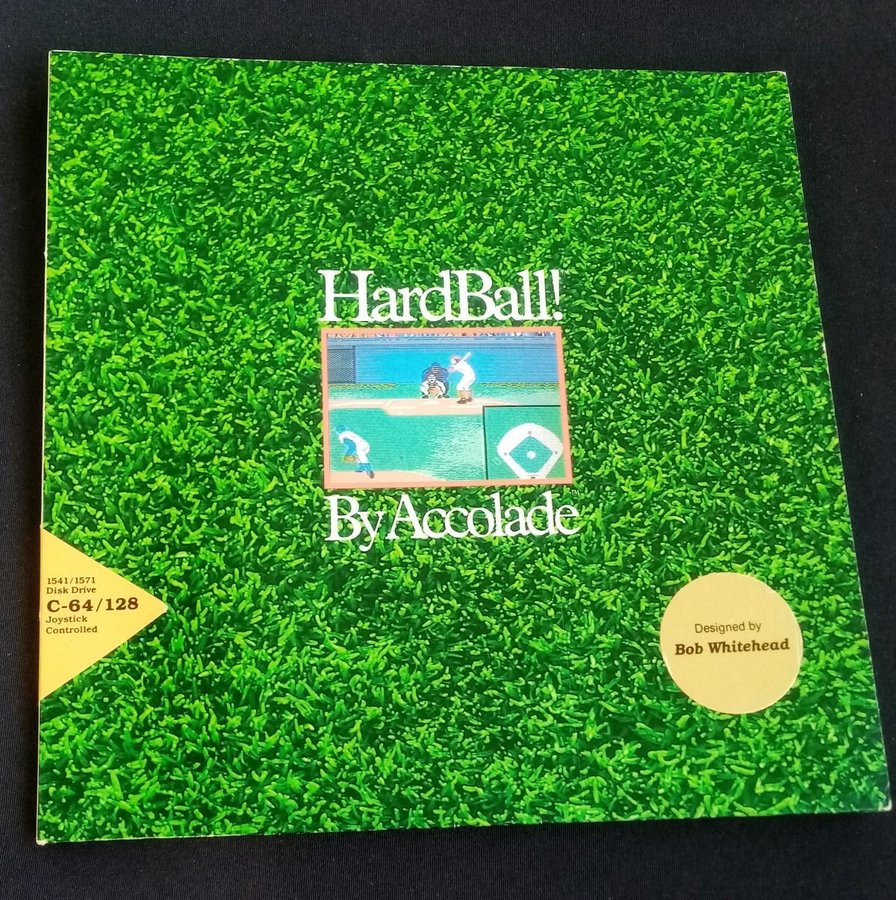 HardBall!
By Accolade
1541/1571
Disk Drive
C-64/128
Joystick
Controlled
Designed by
Bob Whitehead